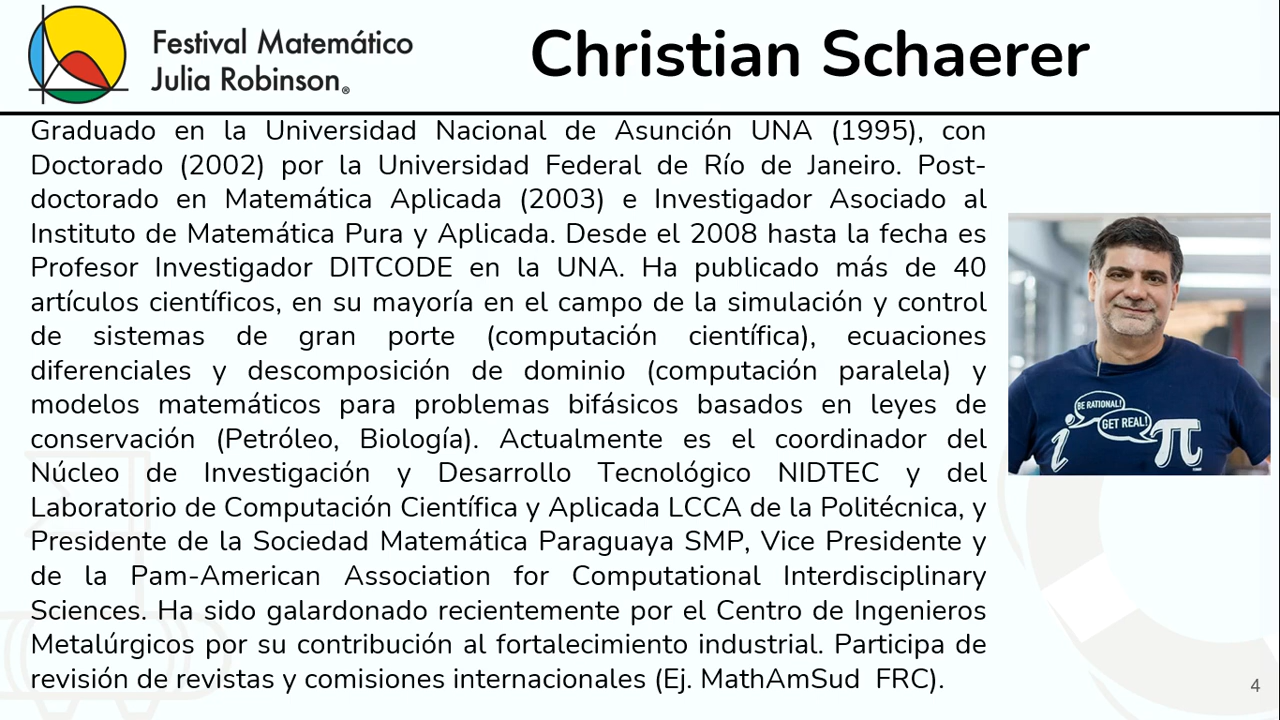 Festival Matemático
Julia Robinson®
Christian Schaerer
Graduado en la Universidad Nacional de Asunción UNA (1995), con
Doctorado (2002) por la Universidad Federal de Río de Janeiro. Post-
doctorado en Matemática Aplicada (2003) e Investigador Asociado al
Instituto de Matemática Pura y Aplicada. Desde el 2008 hasta la fecha es
Profesor Investigador DITCODE en la UNA. Ha publicado más de 40
artículos científicos, en su mayoría en el campo de la simulación y control
de sistemas de gran porte (computación científica), ecuaciones
diferenciales y descomposición de dominio (computación paralela) y
modelos matemáticos para problemas bifásicos basados en leyes de
conservación (Petróleo, Biología). Actualmente es el coordinador del
Núcleo de Investigación y Desarrollo Tecnológico NIDTEC y del
Laboratorio de Computación Científica y Aplicada LCCA de la Politécnica, y
Presidente de la Sociedad Matemática Paraguaya SMP, Vice Presidente y
de la Pam-American Association for Computational Interdisciplinary
Sciences. Ha sido galardonado recientemente por el Centro de Ingenieros
Metalúrgicos por su contribución al fortalecimiento industrial. Participa de
revisión de revistas y comisiones internacionales (Ej. MathAmSud FRC).
BE RATIONAL!
GET REAL!
i π
4